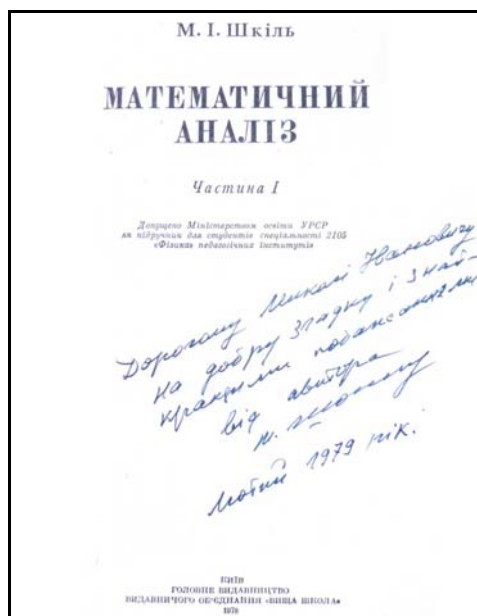 М. І. Шкіль
МАТЕМАТИЧНИЙ
АНАЛІЗ
Частина І
Допущено Міністерством освіти УРСР
як підручник для студентів спеціальності 2105
«Фізика» педагогічних інститутів
Дорогому Миколі Івановичу
на добру згадку і з най-
кращими побажаннями
від автора
Лютий 1979 рік.
КИЇВ
ГОЛОВНЕ ВИДАВНИЦТВО
ВИДАВНИЧОГО ОБ'ЄДНАННЯ «ВИЩА ШКОЛА»
1978